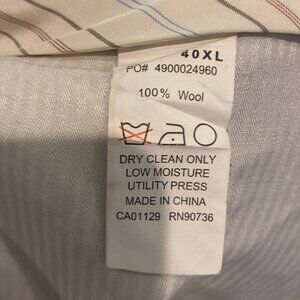 40XL
PO# 4900024960
100% Wool
DRY CLEAN ONLY
LOW MOISTURE
UTILITY PRESS
MADE IN CHINA
CA01129 RN90736